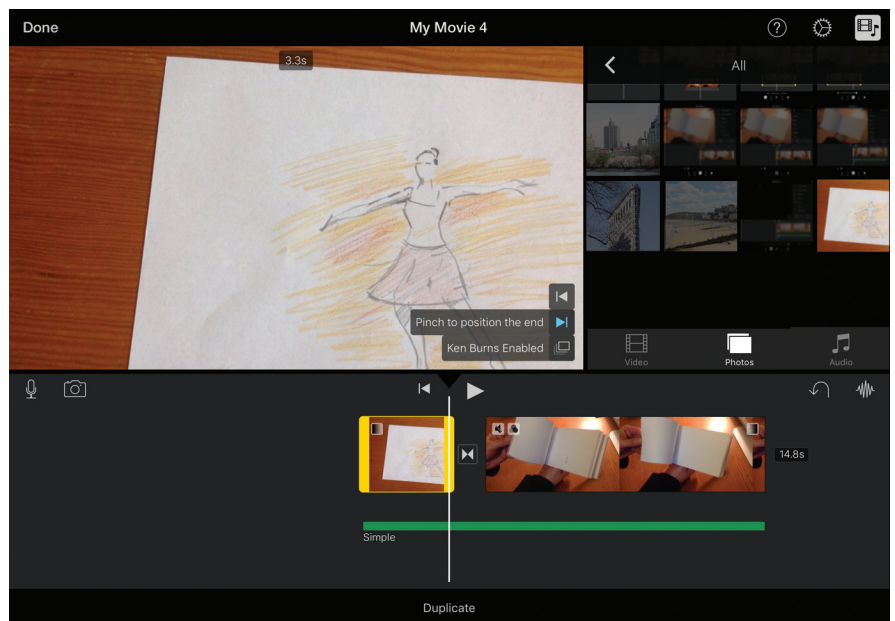 Done
My Movie 4
?
3.3s
All
Pinch to position the end
Ken Burns Enabled
Video
Photos
Audio
14.8s
Simple
Duplicate